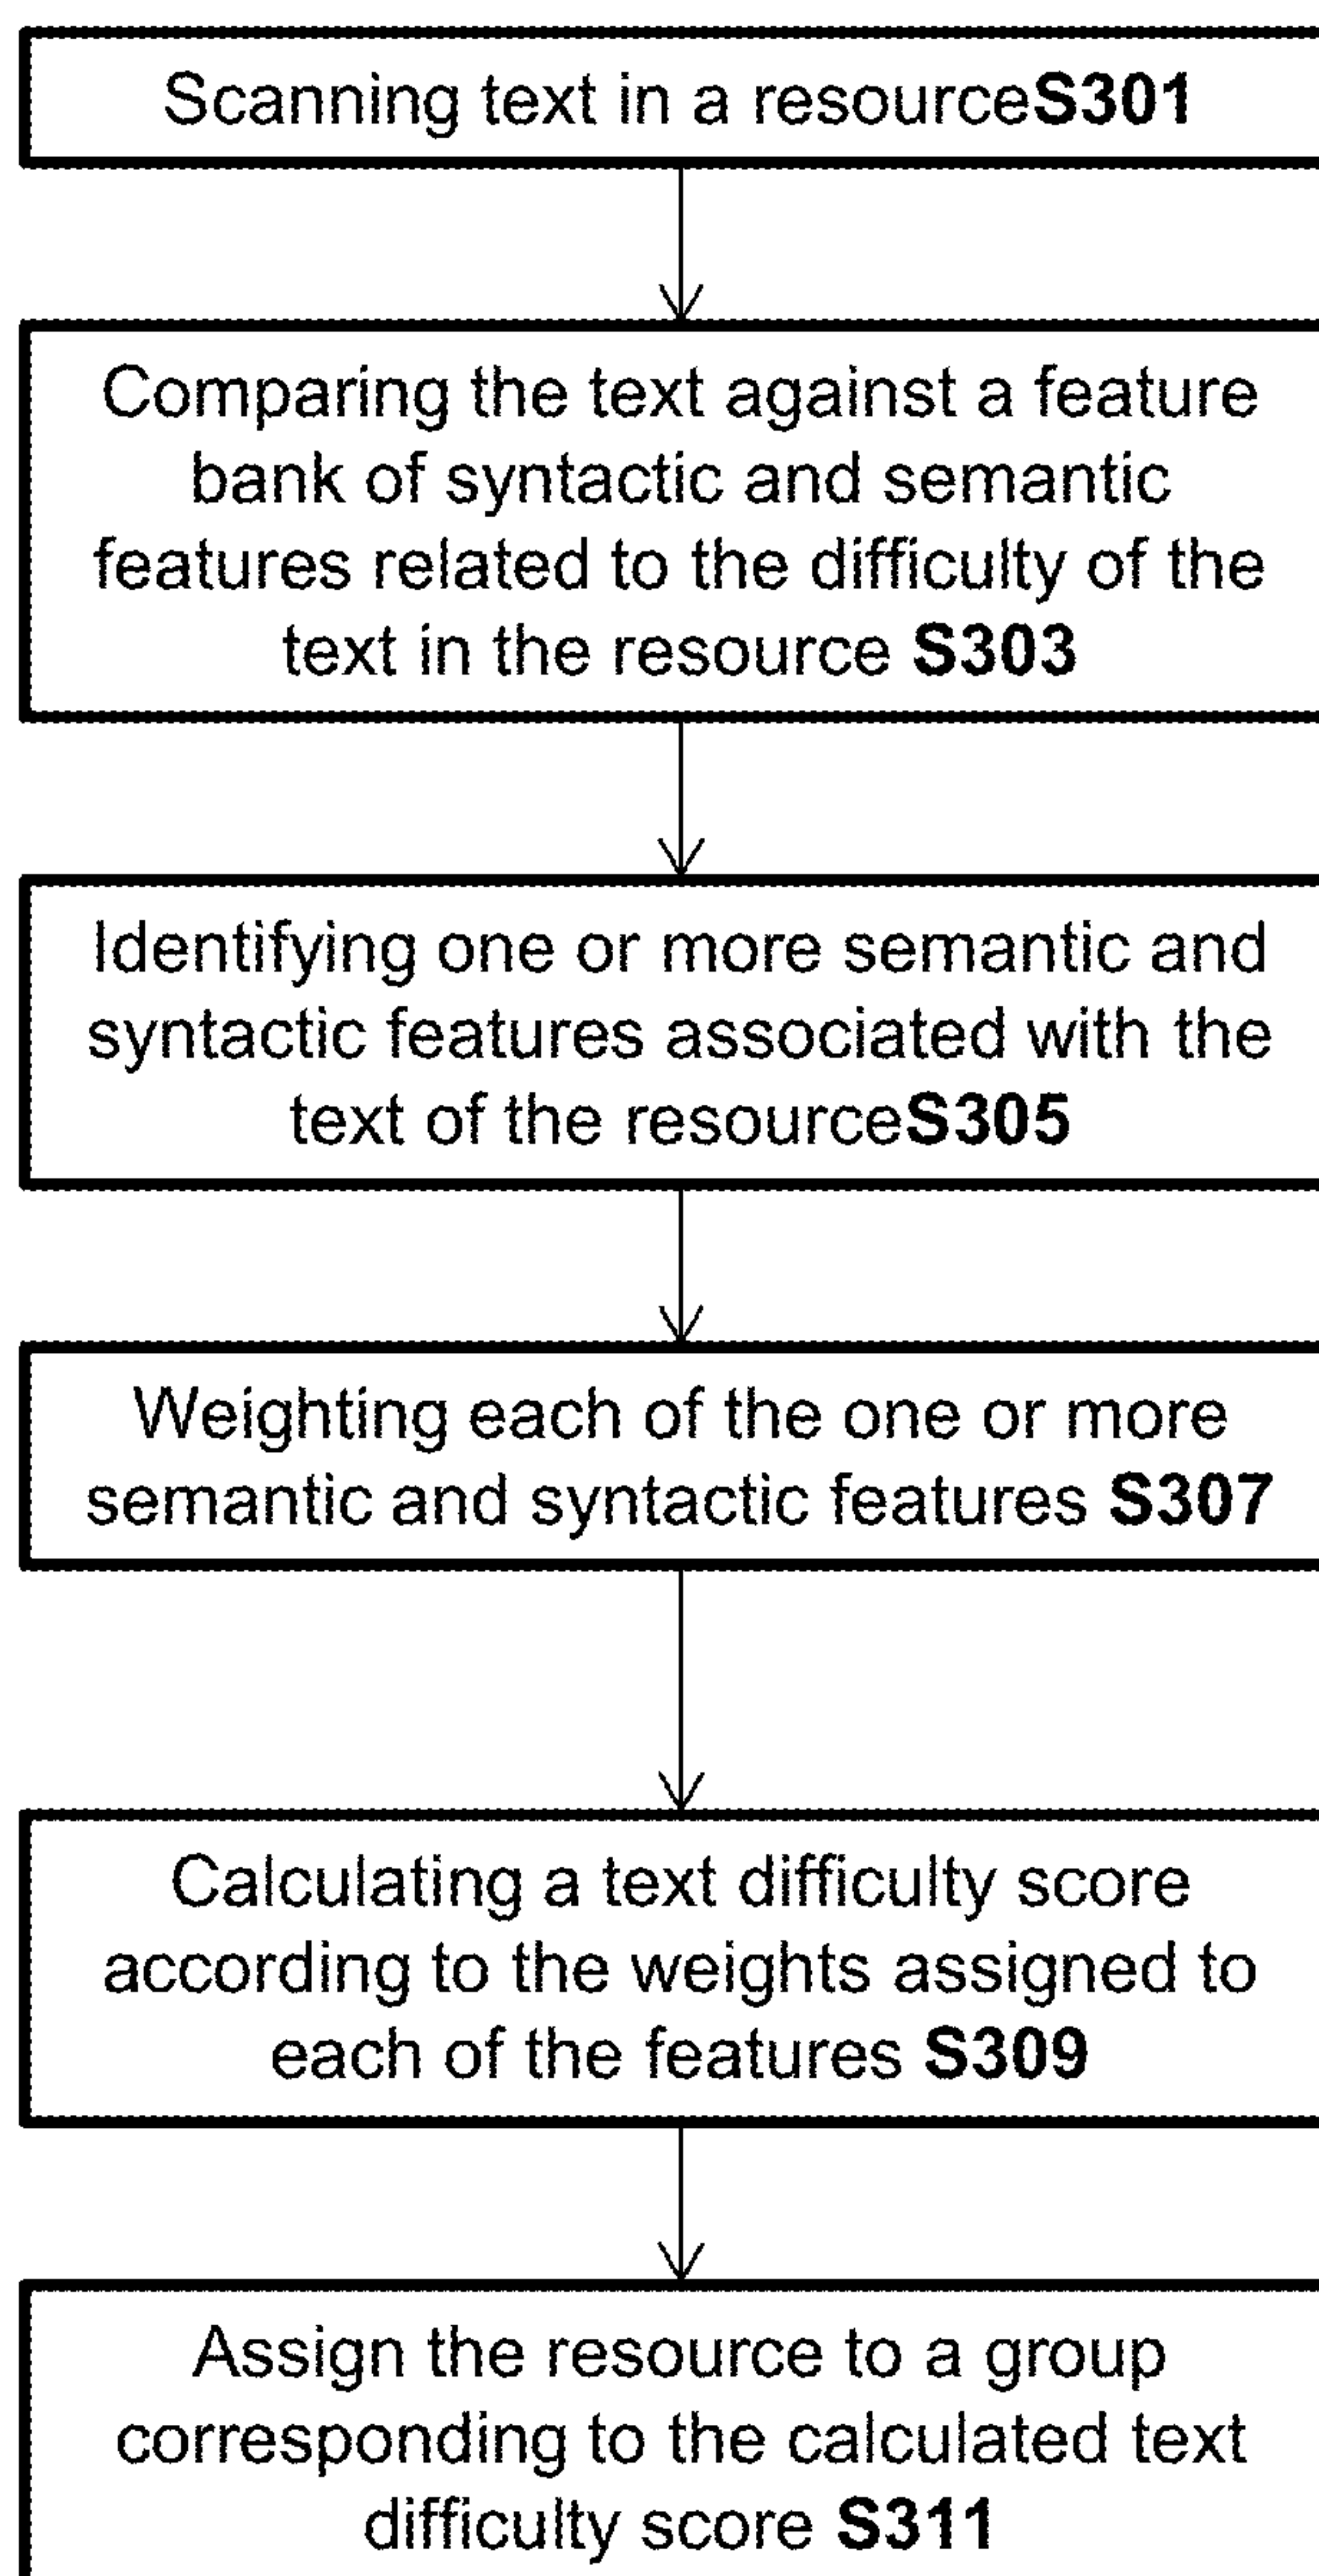 Scanning text in a resourceS301
Comparing the text against a feature
bank of syntactic and semantic
features related to the difficulty of the
text in the resource S303
Identifying one or more semantic and
syntactic features associated with the
text of the resourceS305
Weighting each of the one or more
semantic and syntactic features S307
Calculating a text difficulty score
according to the weights assigned to
each of the features S309
Assign the resource to a group
corresponding to the calculated text
difficulty score S311